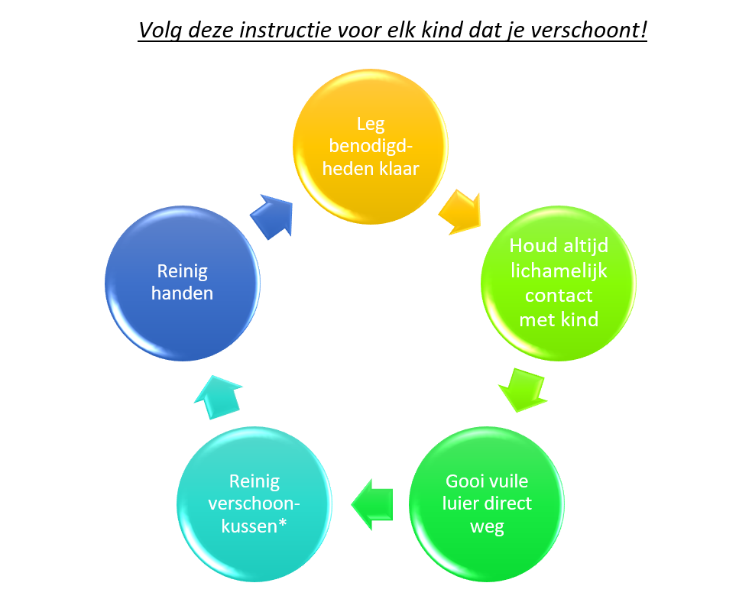 Volg deze instructie voor elk kind dat je verschoont!
Leg
benodigd-
heden klaar
Houd altijd
lichamelijk
contact
met kind
Gooi vuile
luier direct
weg
Reinig
verschoon-
kussen*
Reinig
handen